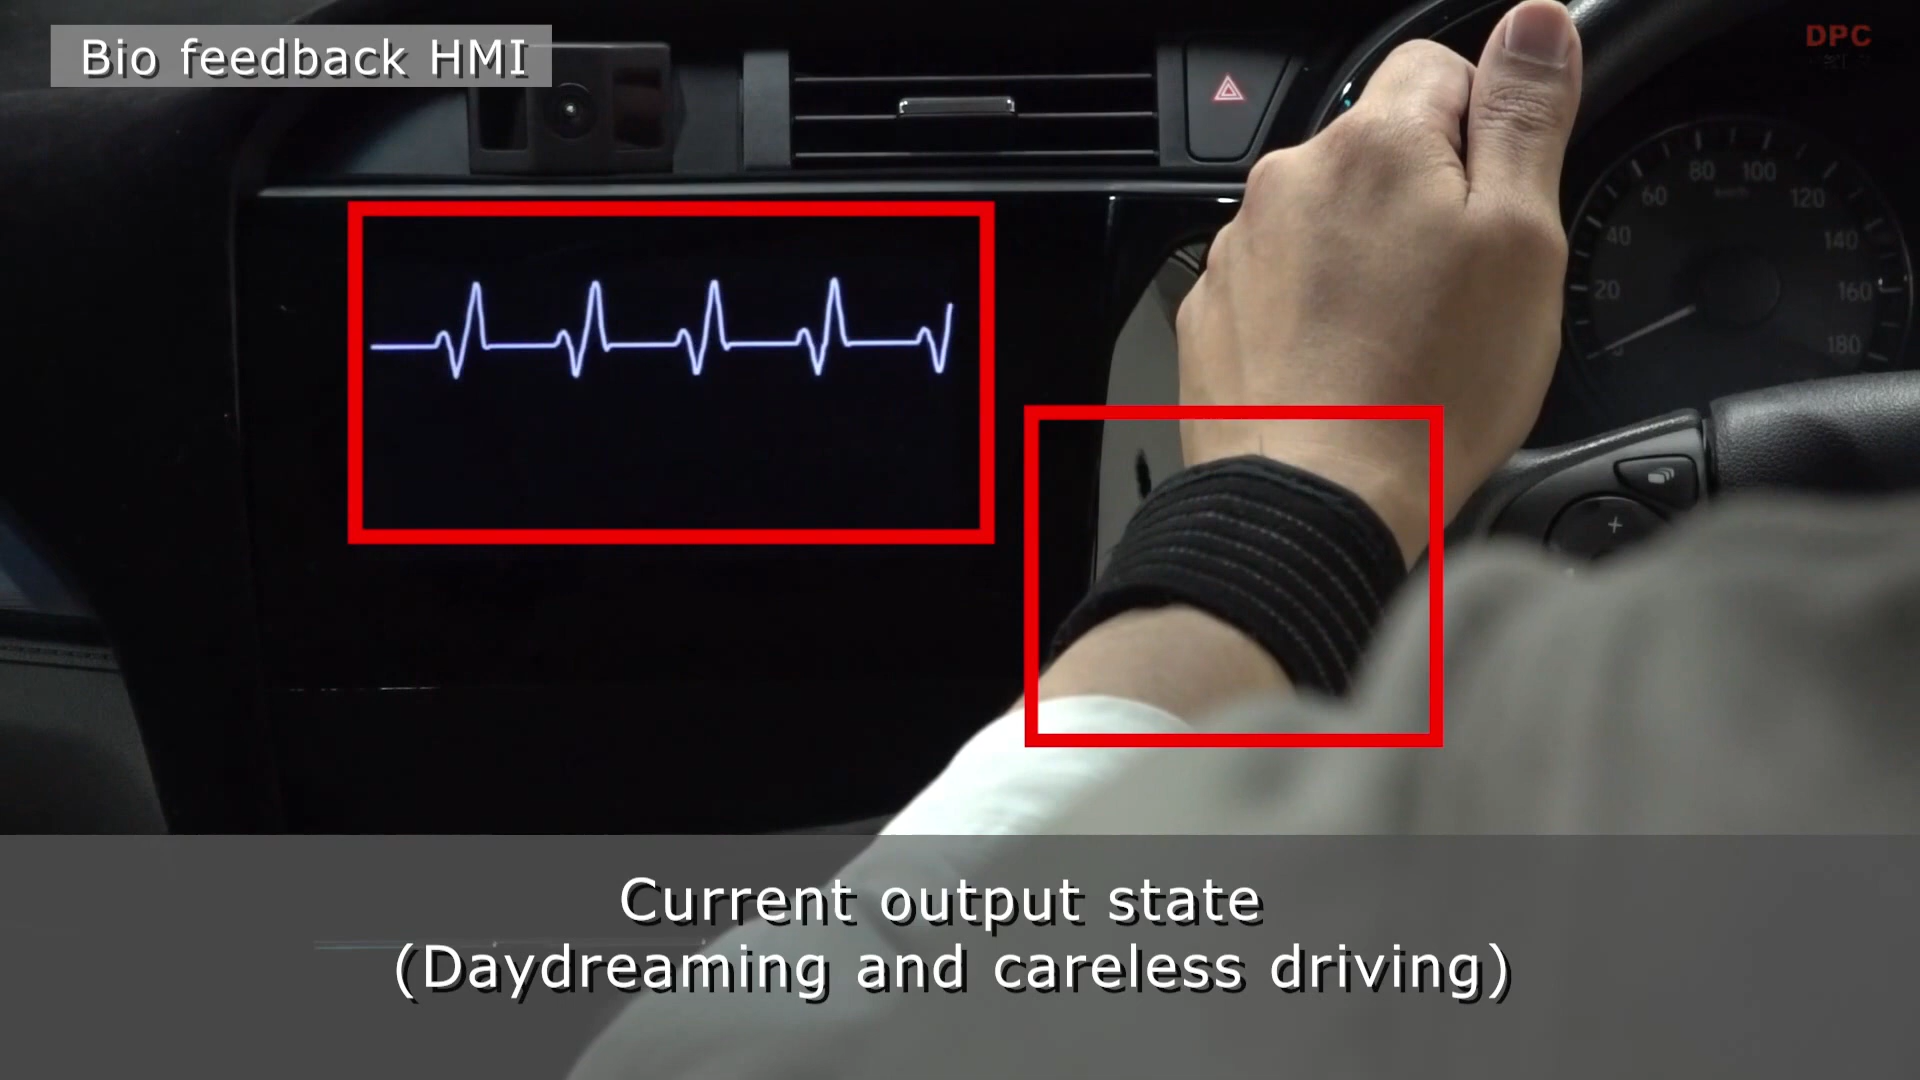 Bio feedback HMI
DPC
80 100
60 120
40 140
20 160
180
+
Current output state
(Daydreaming and careless driving)